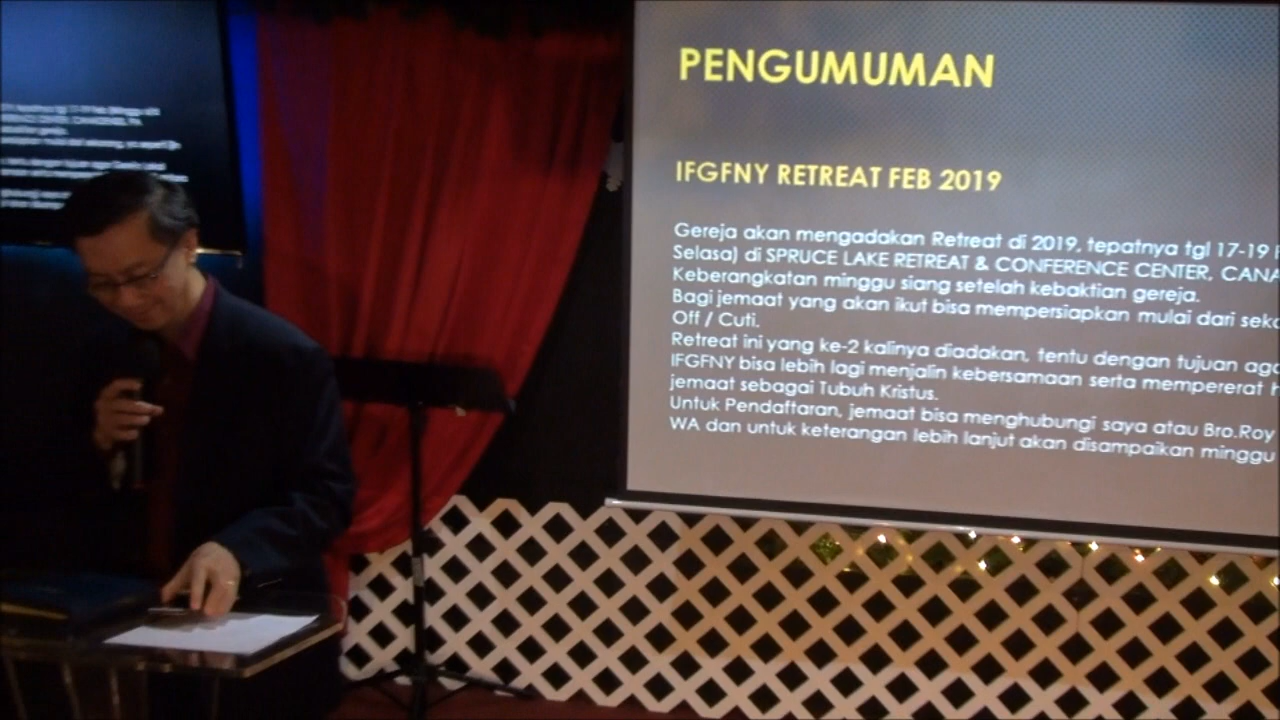 PENGUMUMAN
IFGFNY RETREAT FEB 2019
Gereja akan mengadakan Retreat di 2019, tepatnya tgl 17-19
Selasa) di SPRUCE LAKE RETREAT & CONFERENCE CENTER,
Keberangkatan minggu siang setelah kebaktian gereja.
Bagi jemaat yang akan ikut bisa mempersiapkan mulai dari
Off / Cuti.
Retreat ini yang ke-2 kalinya diadakan, tentu dengan tujuan
IFGFNY bisa lebih lagi menjalin kebersamaan serta mempererat
jemaat sebagai Tubuh Kristus.
Untuk Pendaftaran, jemaat bisa menghubungi saya atau Bro.Roy
WA dan untuk keterangan lebih lanjut akan disampaikan minggu